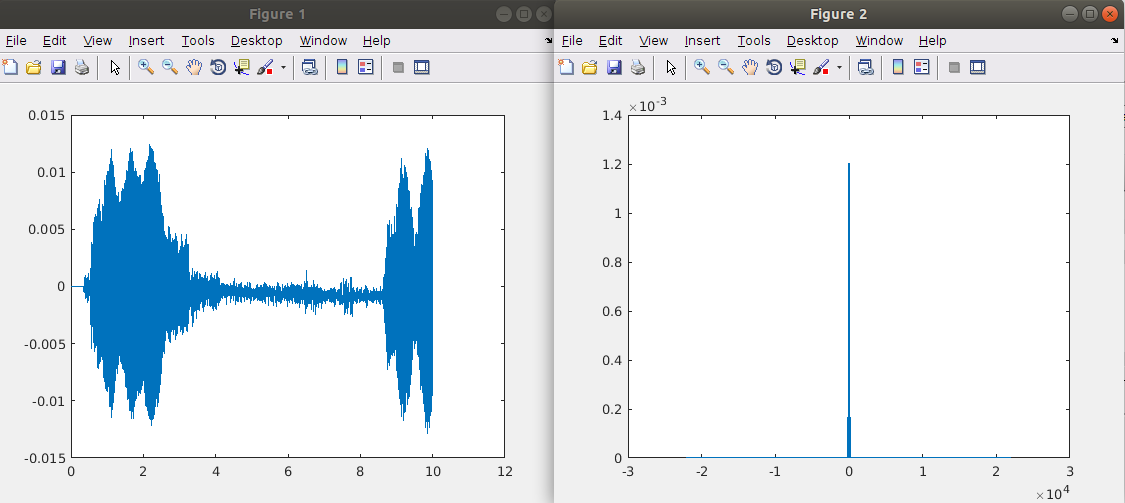 Figure 1
File Edit View Insert Tools Desktop Window Help
0.015
0.01
0.005
0
-0.005
-0.01
-0.015
0 2 4 6 8 10 12
Figure 2
File Edit View Insert Tools Desktop Window Help
×10⁻³
1.4
1.2
1
0.8
0.6
0.4
0.2
0
-3 -2 -1 0 1 2 3
×10⁴